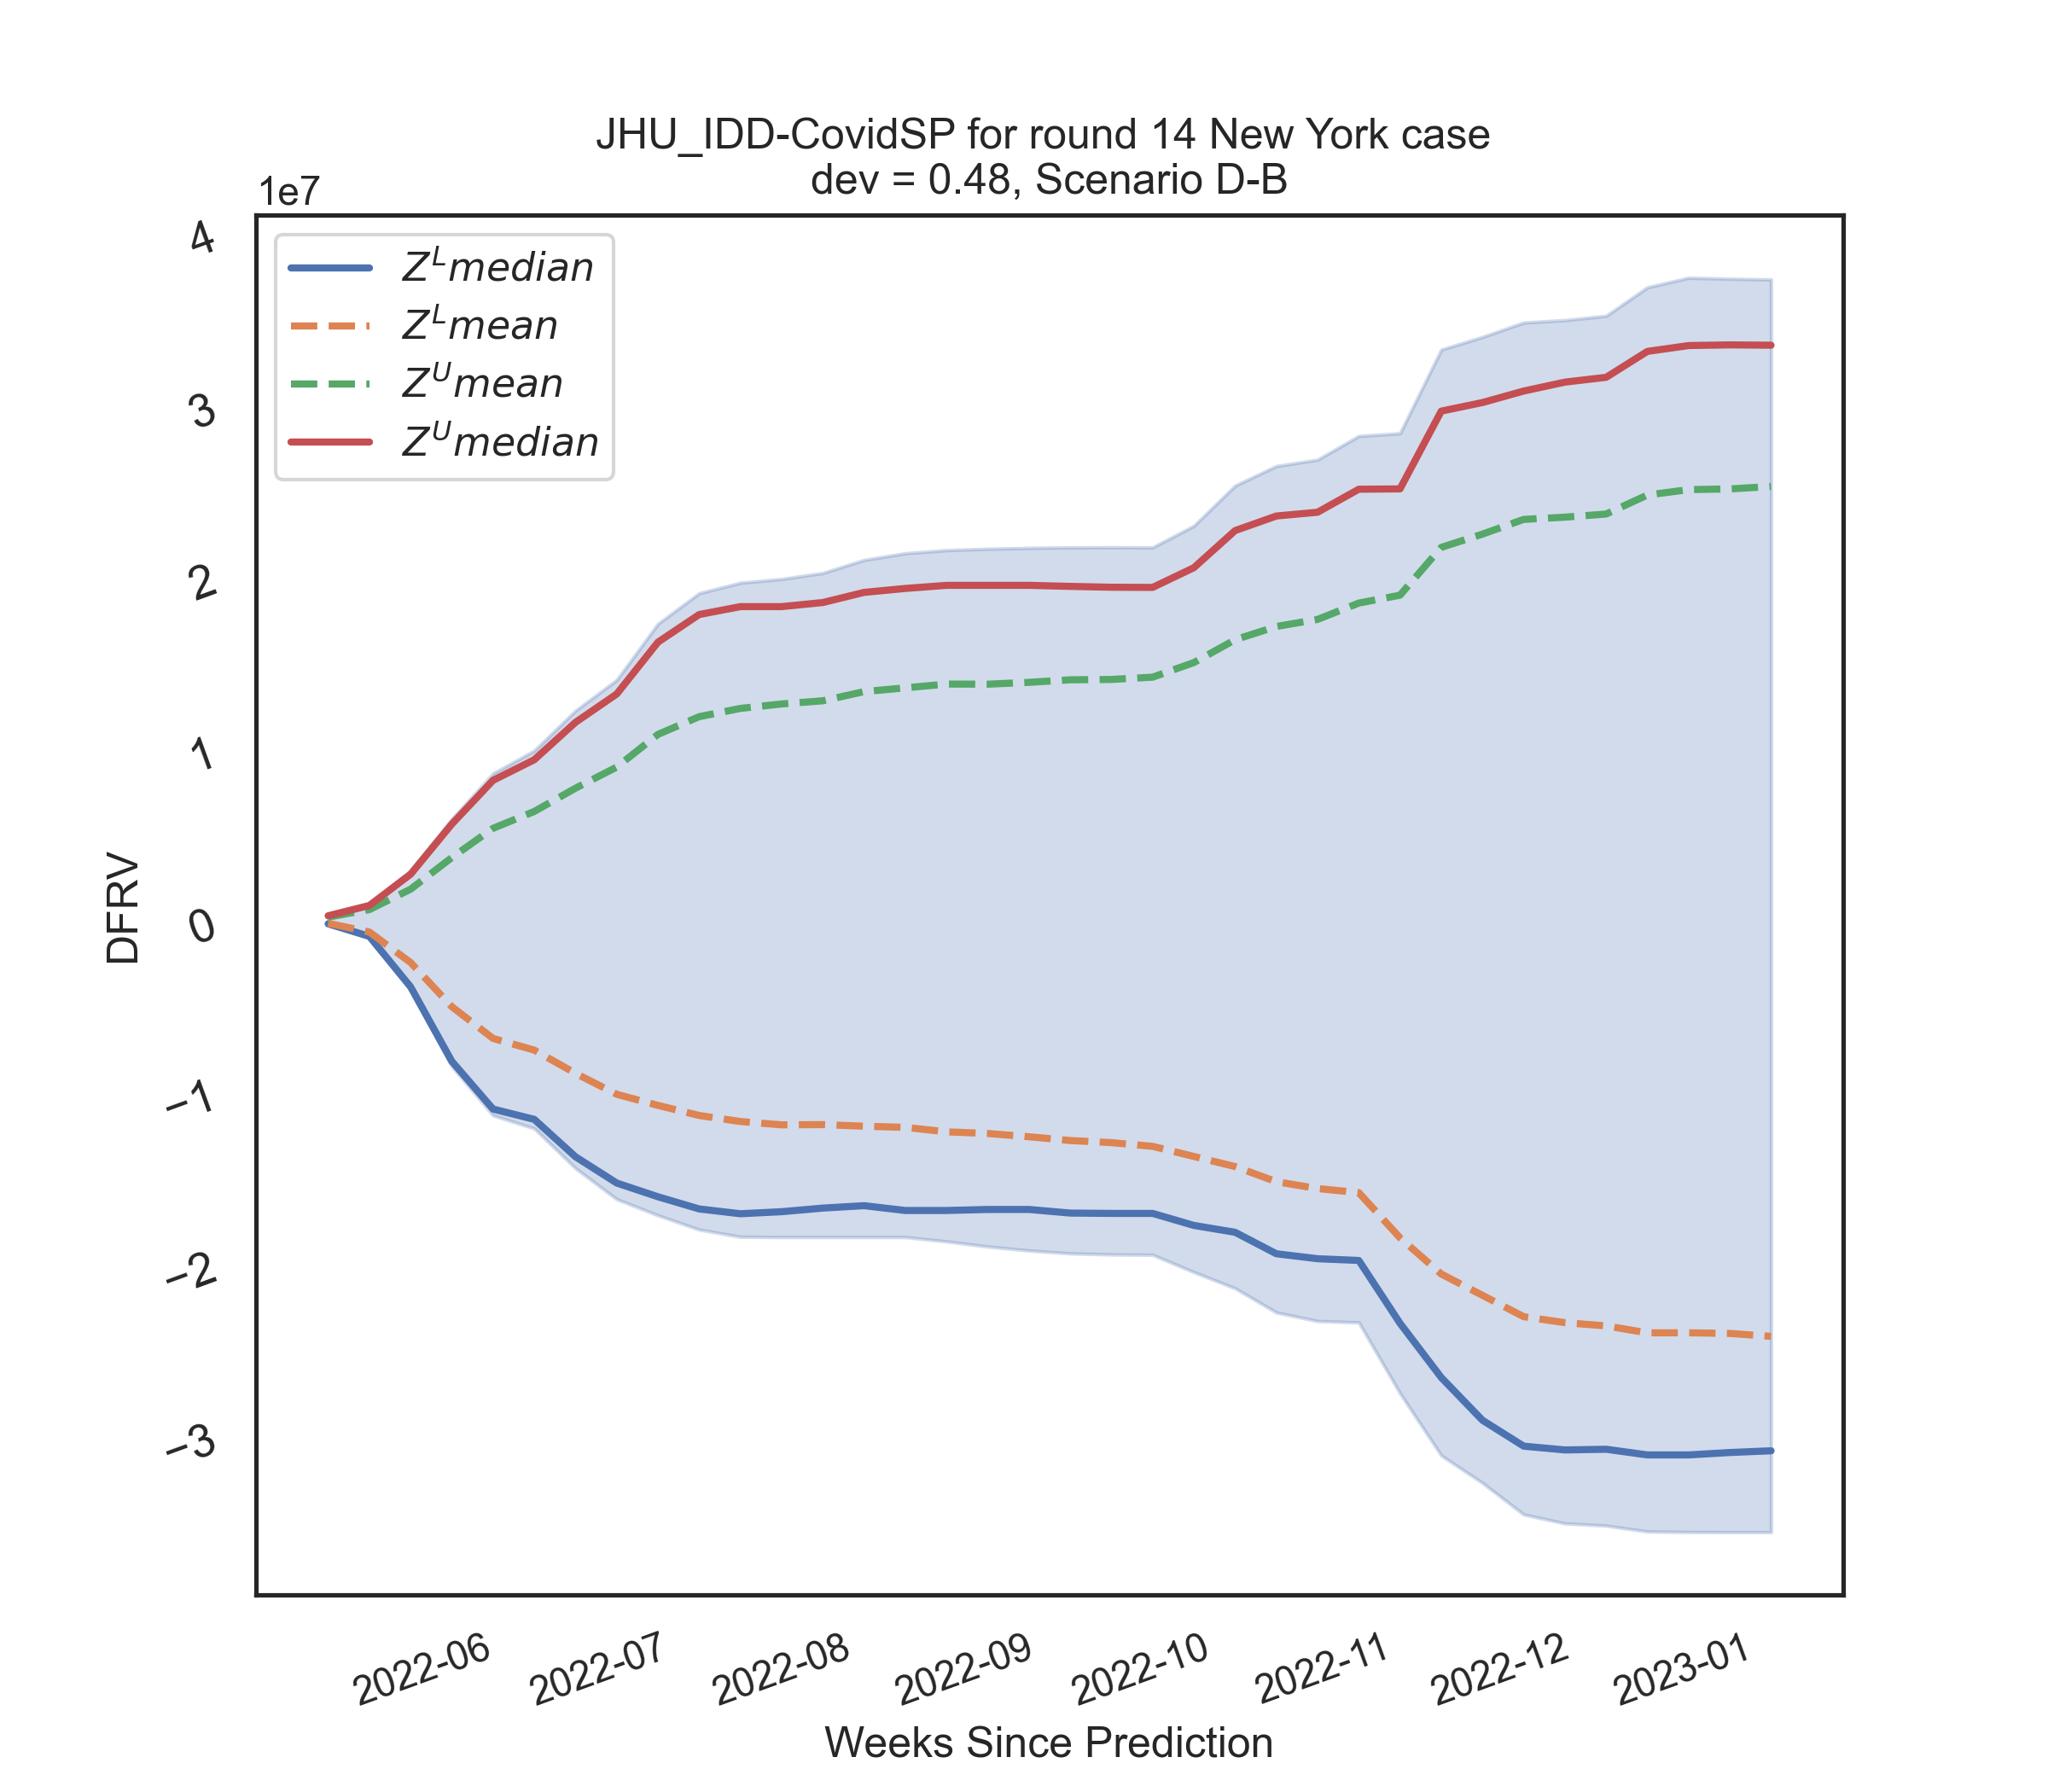 JHU_IDD-CovidSP for round 14 New York case
dev = 0.48, Scenario D-B
1e7
4
3
2
1
0
−1
−2
−3
DFRV
Z^L median
Z^L mean
Z^U mean
Z^U median
2022-06
2022-07
2022-08
2022-09
2022-10
2022-11
2022-12
2023-01
Weeks Since Prediction